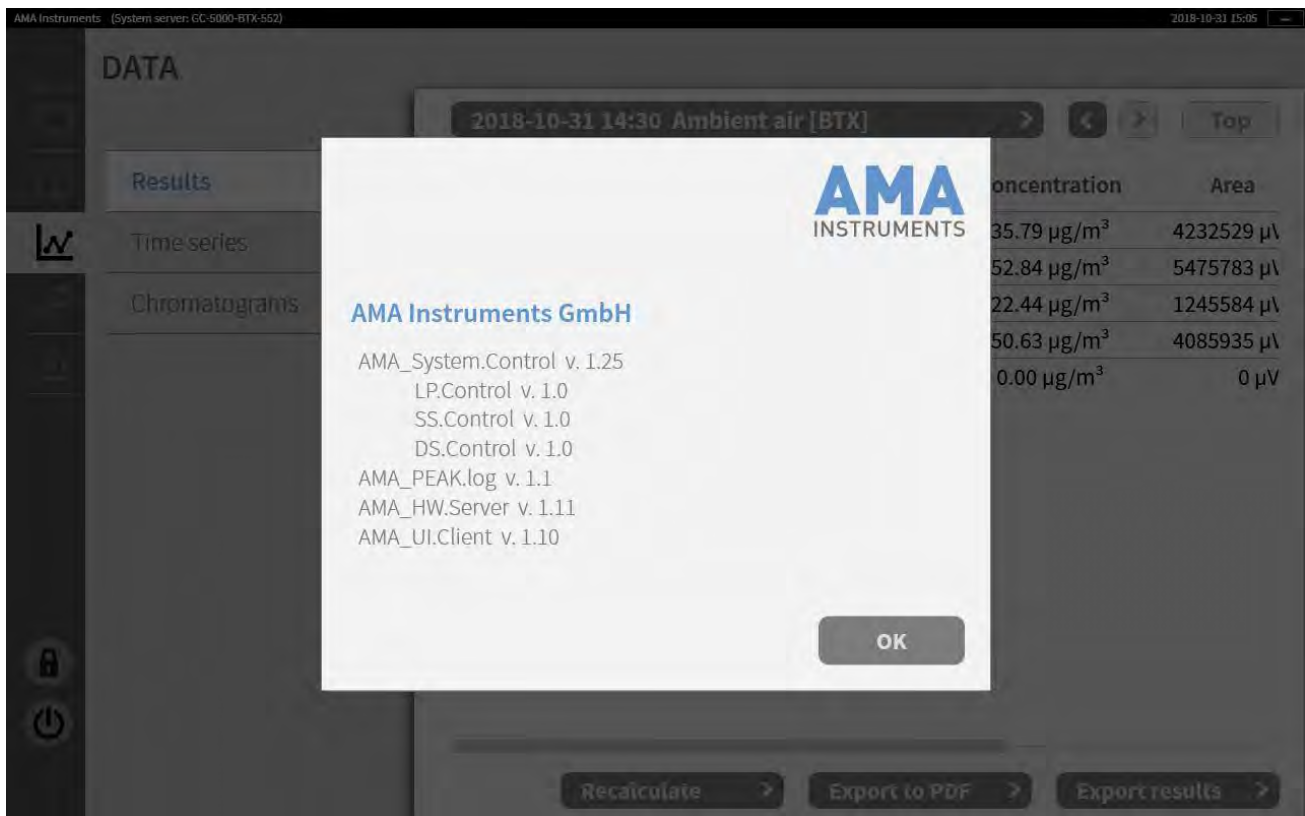 AMA Instruments (System server: GC-5000-BTX-552)
2018-10-31 15:05
DATA
2018-10-31 14:30 Ambient air [BTX]
Top
Results
Time series
Chromatograms
AMA
INSTRUMENTS
oncentration Area
35.79 µg/m³ 4232529 µ\
52.84 µg/m³ 5475783 µ\
22.44 µg/m³ 1245584 µ\
50.63 µg/m³ 4085935 µ\
0.00 µg/m³ 0 µV
AMA Instruments GmbH
AMA_System.Control v. 1.25
LP.Control v. 1.0
SS.Control v. 1.0
DS.Control v. 1.0
AMA_PEAK.log v. 1.1
AMA_HW.Server v. 1.11
AMA_UI.Client v. 1.10
OK
Recalculate >
Export to PDF >
Export results >